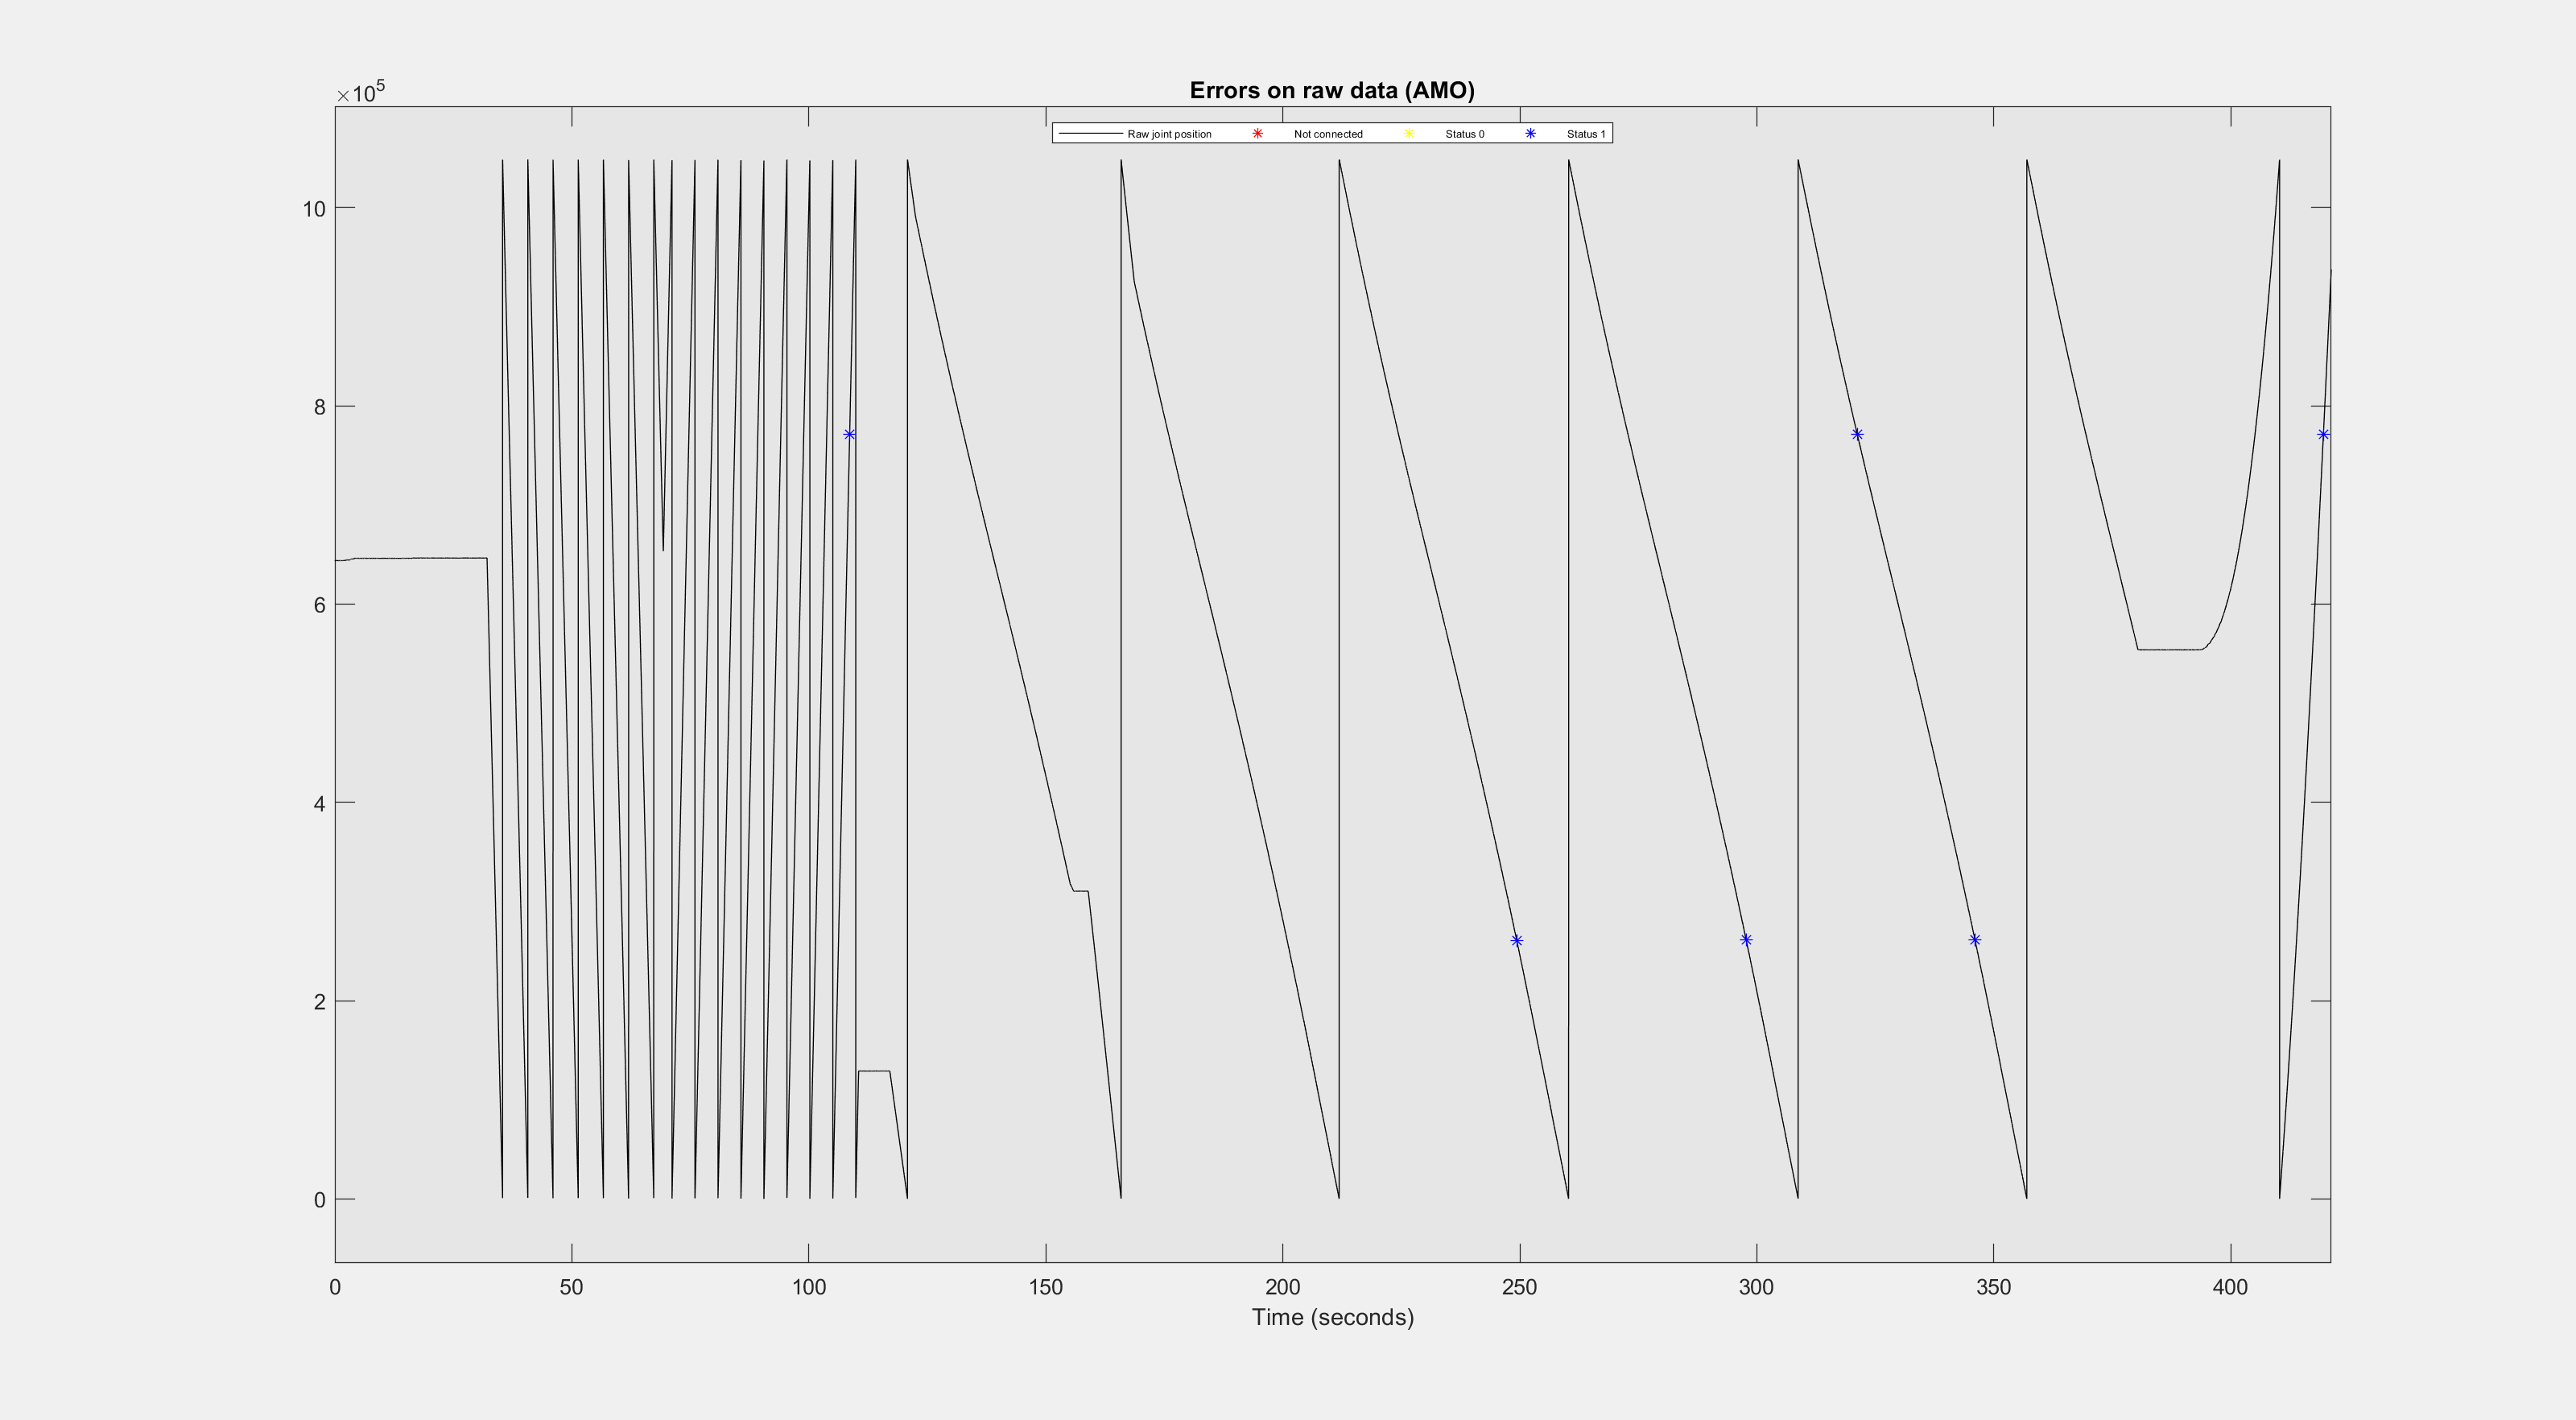 Errors on raw data (AMO)
×10^5
Raw joint position Not connected Status 0 Status 1
10
8
6
4
2
0
0 50 100 150 200 250 300 350 400
Time (seconds)